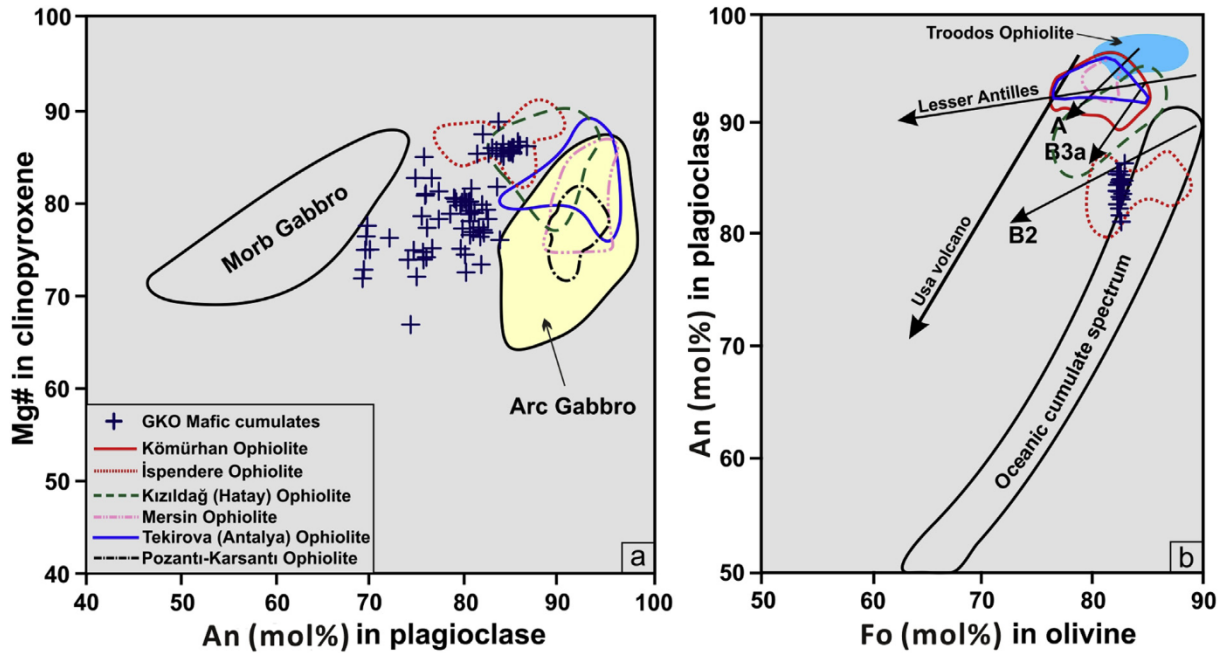 100
90
80
70
60
50
40
Mg# in clinopyroxene
Morb Gabbro
Arc Gabbro
GKO Mafic cumulates
Kömürhan Ophiolite
İspendere Ophiolite
Kızıldağ (Hatay) Ophiolite
Mersin Ophiolite
Tekirova (Antalya) Ophiolite
Pozantı-Karsantı Ophiolite
a
40 50 60 70 80 90 100
An (mol%) in plagioclase
100
90
80
70
60
50
An (mol%) in plagioclase
Troodos Ophiolite
Lesser Antilles
A
B3a
B2
Usa volcano
Oceanic cumulate spectrum
b
50 60 70 80 90
Fo (mol%) in olivine